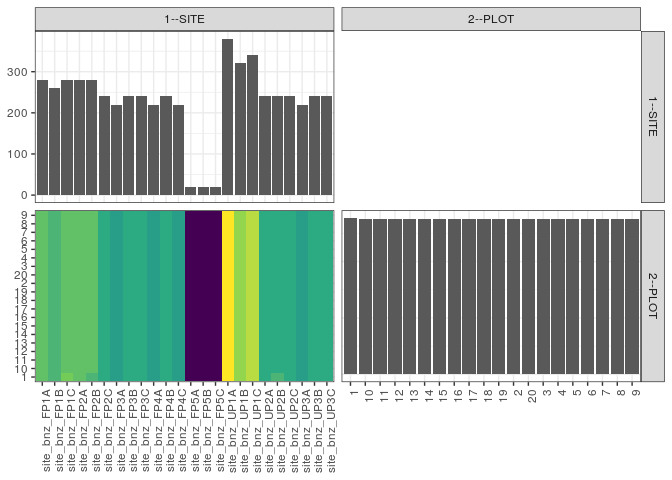 1--SITE
2--PLOT
300
200
100
0
1--SITE
9
8
7
6
5
4
3
20
2
19
18
17
16
15
14
13
12
11
10
1
2--PLOT
site_bnz_FP1A
site_bnz_FP1B
site_bnz_FP1C
site_bnz_FP2A
site_bnz_FP2B
site_bnz_FP2C
site_bnz_FP3A
site_bnz_FP3B
site_bnz_FP3C
site_bnz_FP4A
site_bnz_FP4B
site_bnz_FP4C
site_bnz_FP5A
site_bnz_FP5B
site_bnz_FP5C
site_bnz_UP1A
site_bnz_UP1B
site_bnz_UP1C
site_bnz_UP2A
site_bnz_UP2B
site_bnz_UP2C
site_bnz_UP3A
site_bnz_UP3B
site_bnz_UP3C
1
10
11
12
13
14
15
16
17
18
19
2
20
3
4
5
6
7
8
9